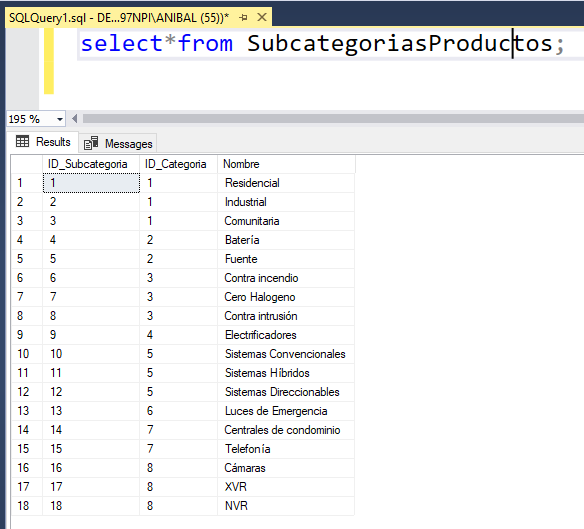 SQLQuery1.sql - DE...97NPI\ANIBAL (55))*
select*from SubcategoriasProductos;
195 %
Results Messages
ID_Subcategoria ID_Categoria Nombre
1 1 1 Residencial
2 2 1 Industrial
3 3 1 Comunitaria
4 4 2 Batería
5 5 2 Fuente
6 6 3 Contra incendio
7 7 3 Cero Halogeno
8 8 3 Contra intrusión
9 9 4 Electrificadores
10 10 5 Sistemas Convencionales
11 11 5 Sistemas Híbridos
12 12 5 Sistemas Direccionables
13 13 6 Luces de Emergencia
14 14 7 Centrales de condominio
15 15 7 Telefonía
16 16 8 Cámaras
17 17 8 XVR
18 18 8 NVR